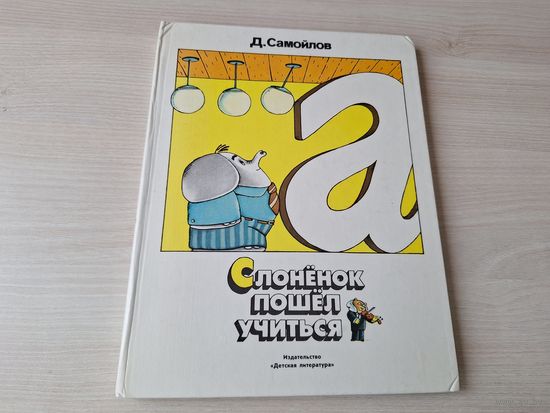 Д. Самойлов
а
Слонёнок
пошёл
учиться
Издательство
«Детская литература»